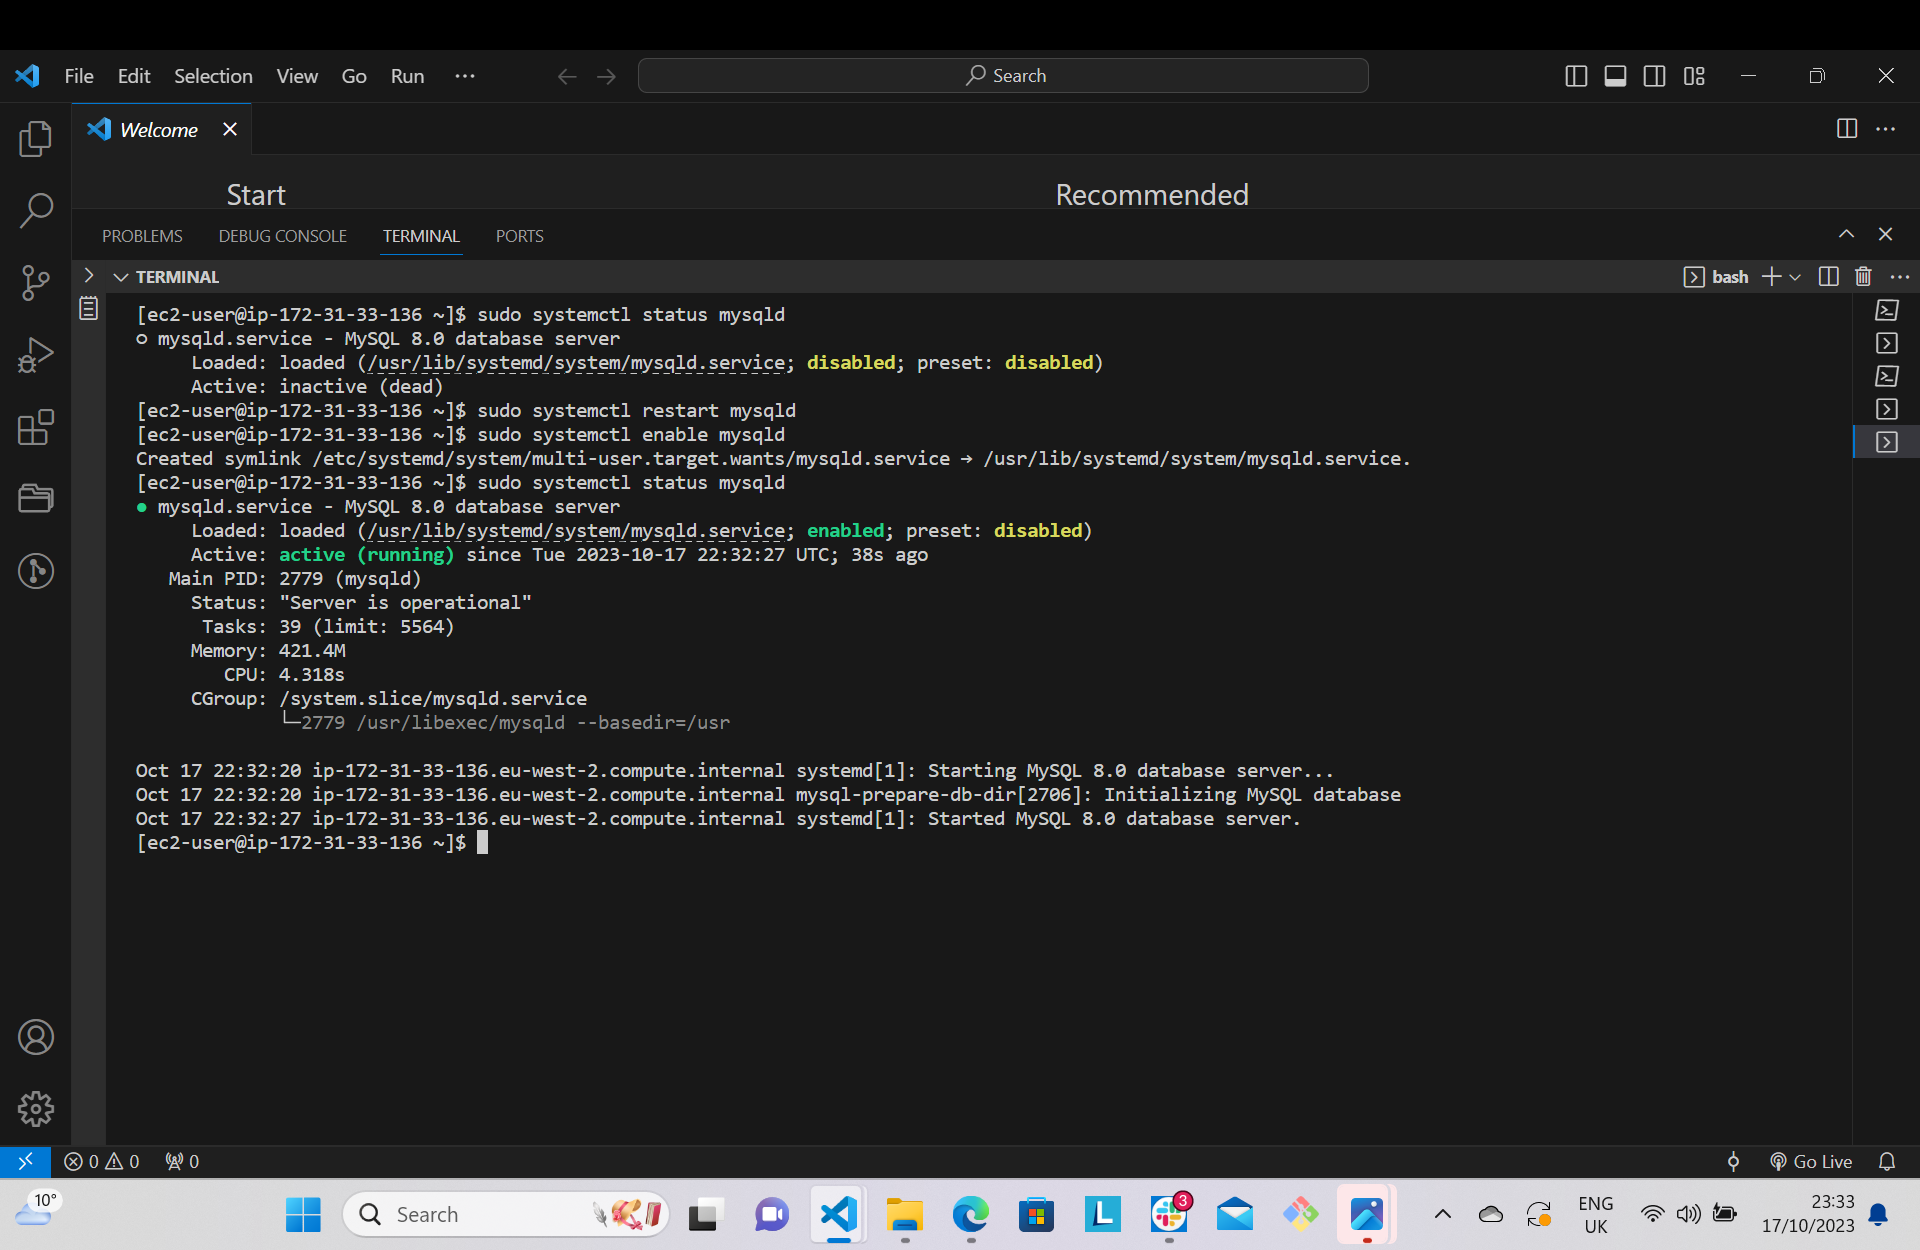 File Edit Selection View Go Run ··· Search
Welcome
Start Recommended
PROBLEMS DEBUG CONSOLE TERMINAL PORTS
TERMINAL bash
[ec2-user@ip-172-31-33-136 ~]$ sudo systemctl status mysqld
○ mysqld.service - MySQL 8.0 database server
Loaded: loaded (/usr/lib/systemd/system/mysqld.service; disabled; preset: disabled)
Active: inactive (dead)
[ec2-user@ip-172-31-33-136 ~]$ sudo systemctl restart mysqld
[ec2-user@ip-172-31-33-136 ~]$ sudo systemctl enable mysqld
Created symlink /etc/systemd/system/multi-user.target.wants/mysqld.service → /usr/lib/systemd/system/mysqld.service.
[ec2-user@ip-172-31-33-136 ~]$ sudo systemctl status mysqld
● mysqld.service - MySQL 8.0 database server
Loaded: loaded (/usr/lib/systemd/system/mysqld.service; enabled; preset: disabled)
Active: active (running) since Tue 2023-10-17 22:32:27 UTC; 38s ago
Main PID: 2779 (mysqld)
Status: "Server is operational"
Tasks: 39 (limit: 5564)
Memory: 421.4M
CPU: 4.318s
CGroup: /system.slice/mysqld.service
└─2779 /usr/libexec/mysqld --basedir=/usr
Oct 17 22:32:20 ip-172-31-33-136.eu-west-2.compute.internal systemd[1]: Starting MySQL 8.0 database server...
Oct 17 22:32:20 ip-172-31-33-136.eu-west-2.compute.internal mysql-prepare-db-dir[2706]: Initializing MySQL database
Oct 17 22:32:27 ip-172-31-33-136.eu-west-2.compute.internal systemd[1]: Started MySQL 8.0 database server.
[ec2-user@ip-172-31-33-136 ~]$
0 0 0 Go Live
10° Search L 3 ENG 23:33
UK 17/10/2023